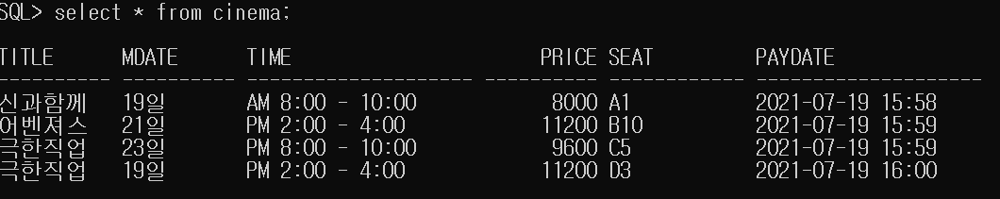 SQL> select * from cinema;
TITLE MDATE TIME PRICE SEAT PAYDATE
---------- ---------- -------------------- ---------- ------------ --------------------
신과함께 19일 AM 8:00 - 10:00 8000 A1 2021-07-19 15:58
어벤져스 21일 PM 2:00 - 4:00 11200 B10 2021-07-19 15:59
극한직업 23일 PM 8:00 - 10:00 9600 C5 2021-07-19 15:59
극한직업 19일 PM 2:00 - 4:00 11200 D3 2021-07-19 16:00